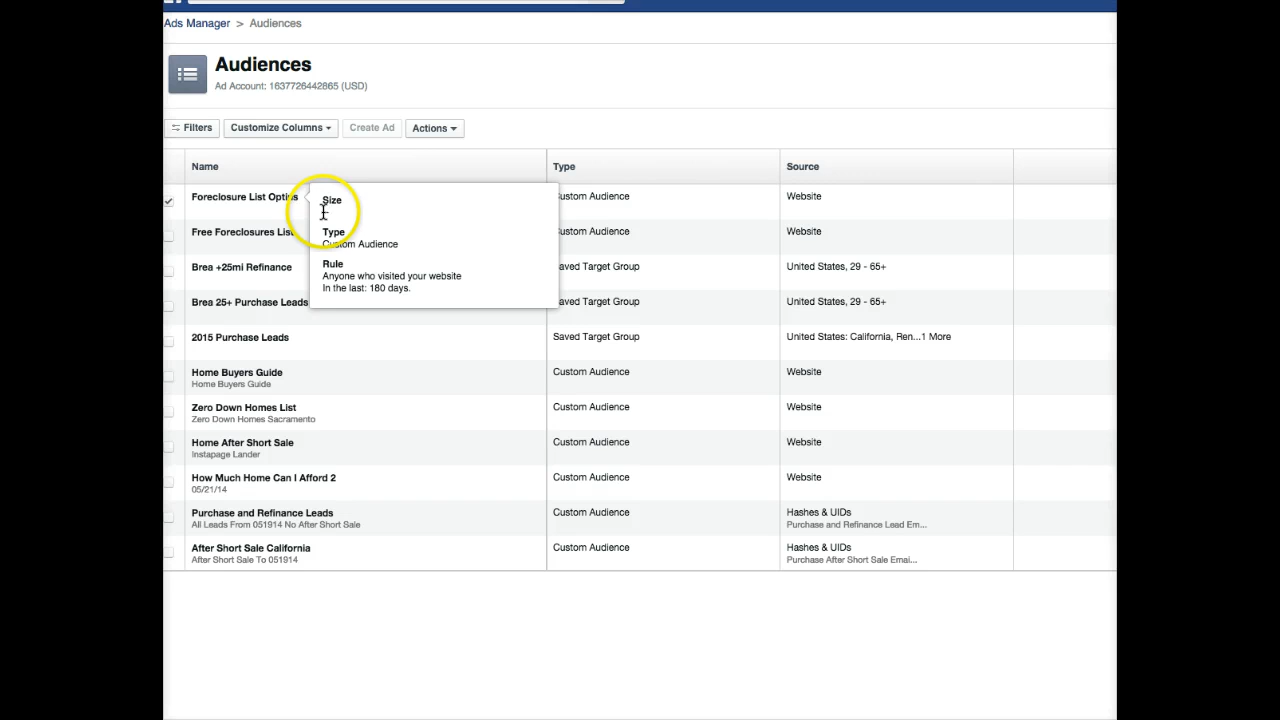 Ads Manager > Audiences
Audiences
Ad Account: 1637726442865 (USD)
Filters Customize Columns Create Ad Actions
Name Type Source
Foreclosure List Optins Custom Audience Website
Size
Type
Custom Audience
Rule
Anyone who visited your website
In the last: 180 days.
Free Foreclosures List Custom Audience Website
Brea +25mi Refinance Saved Target Group United States, 29 - 65+
Brea 25+ Purchase Leads Saved Target Group United States, 29 - 65+
2015 Purchase Leads Saved Target Group United States: California, Ren...1 More
Home Buyers Guide Custom Audience Website
Home Buyers Guide
Zero Down Homes List Custom Audience Website
Zero Down Homes Sacramento
Home After Short Sale Custom Audience Website
Instapage Lander
How Much Home Can I Afford 2 Custom Audience Website
05/21/14
Purchase and Refinance Leads Custom Audience Hashes & UIDs
All Leads From 051914 No After Short Sale Purchase and Refinance Lead Em...
After Short Sale California Custom Audience Hashes & UIDs
After Short Sale To 051914 Purchase After Short Sale Emai...